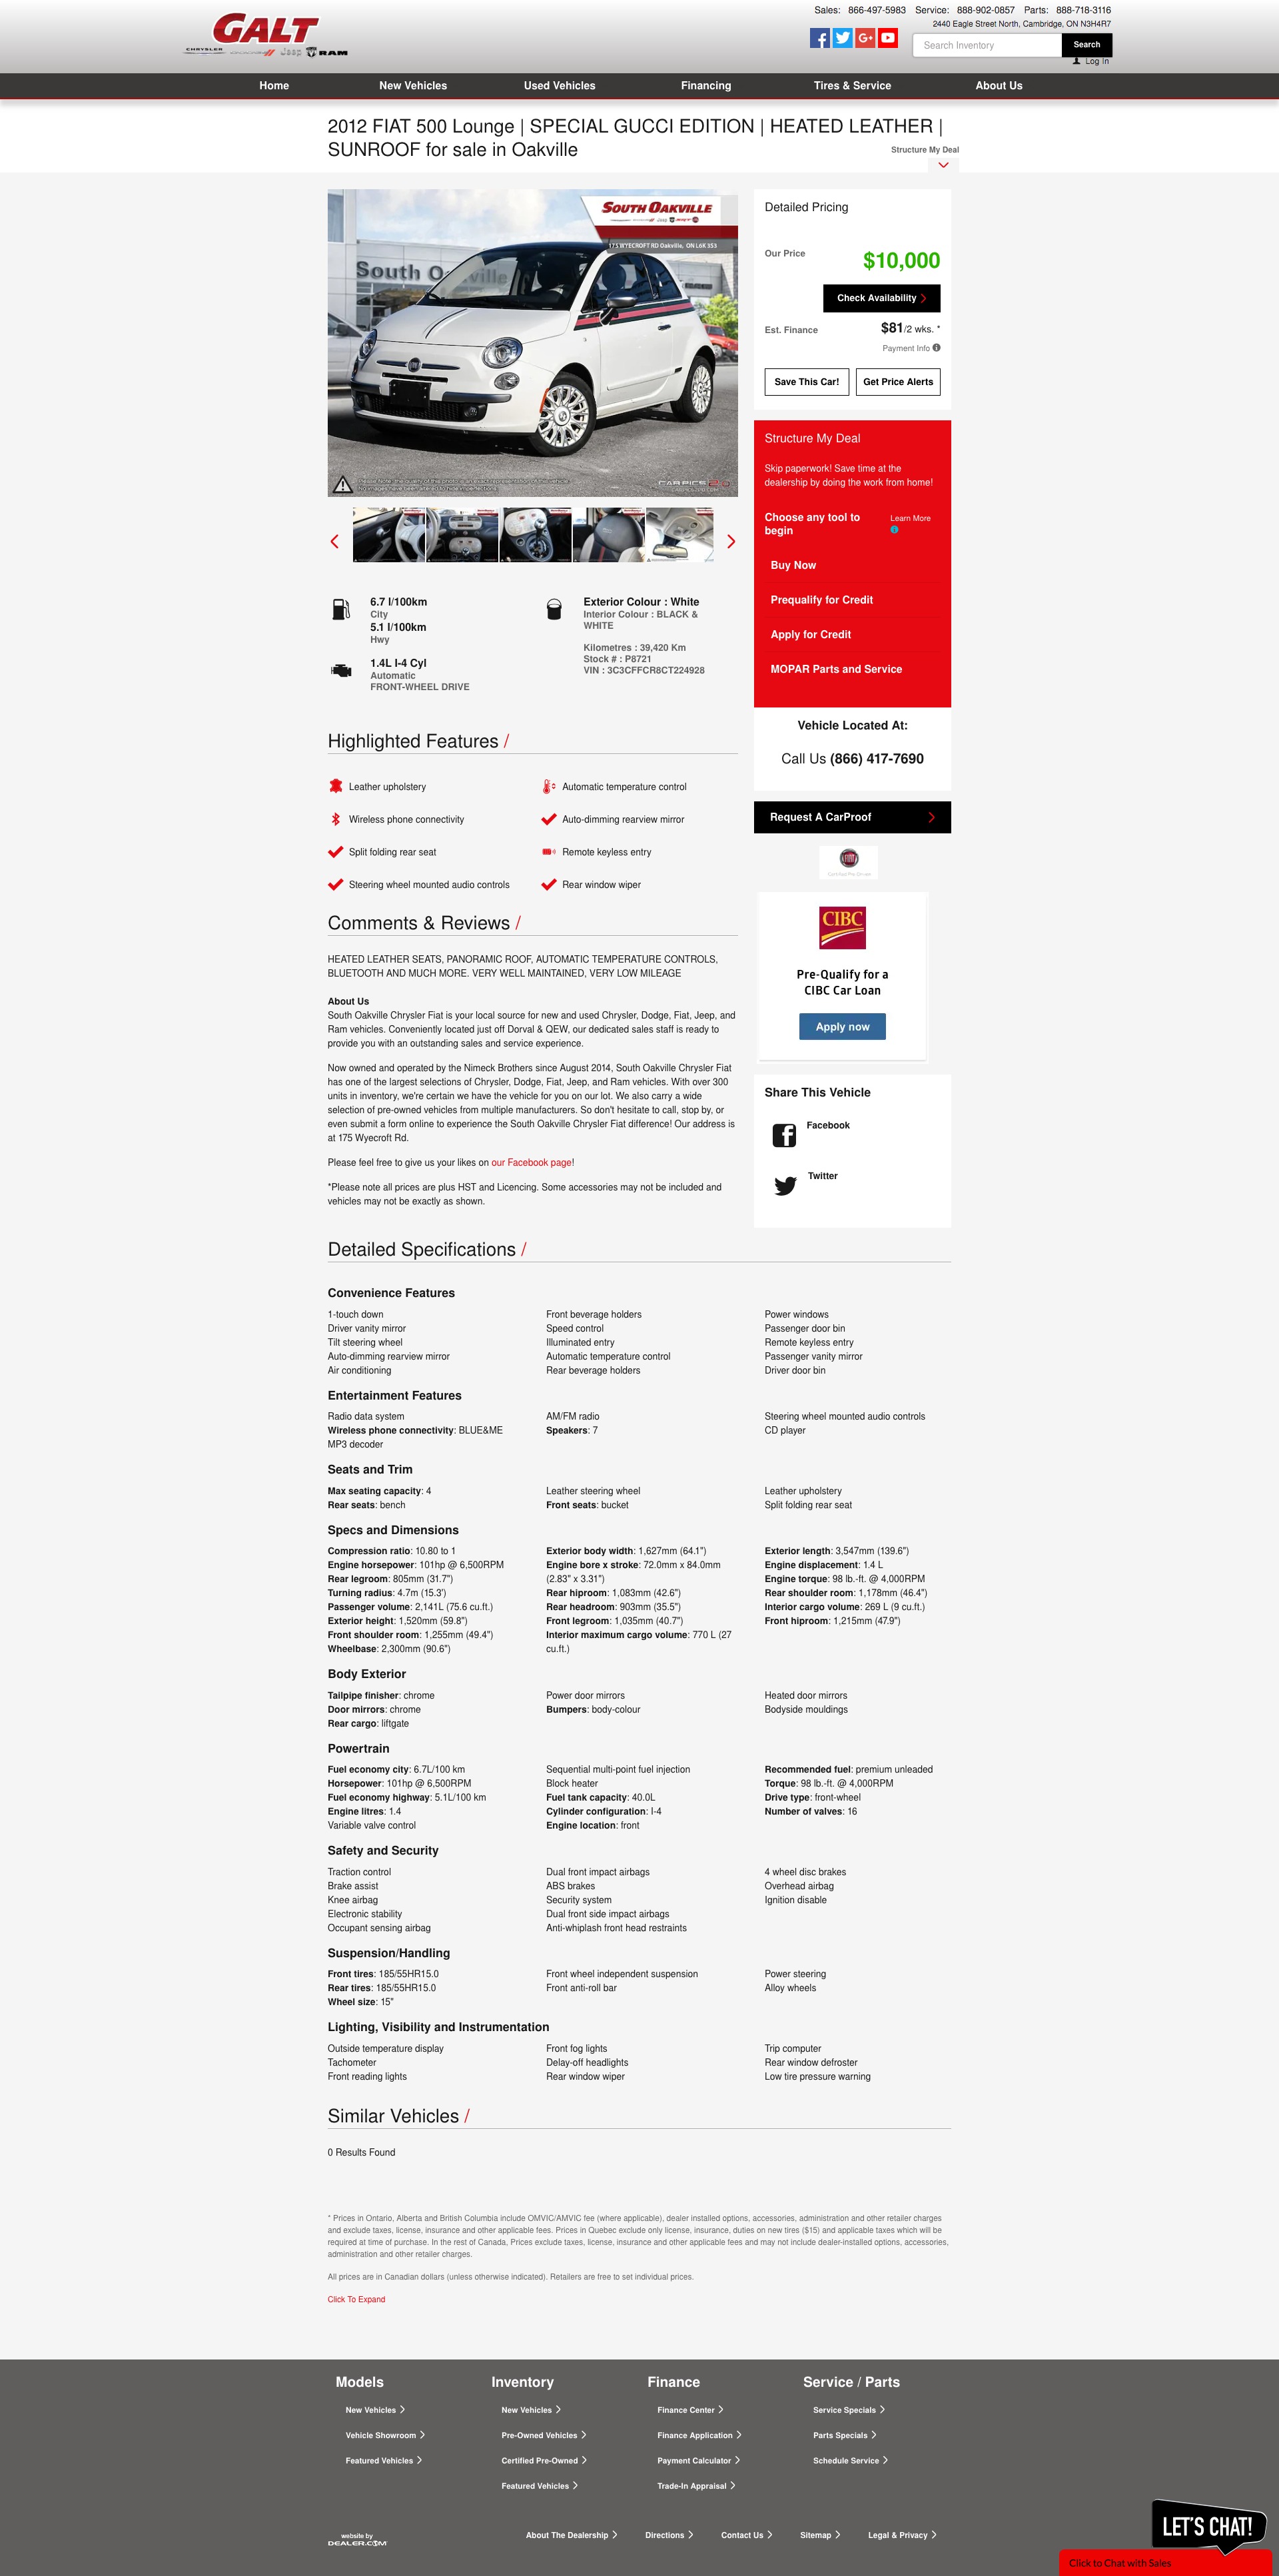 GALT
CHRYSLER Jeep RAM
Sales: 866-497-5983 Service: 888-902-0857 Parts: 888-718-3116
2440 Eagle Street North, Cambridge, ON N3H4R7
Search Inventory
Search
Log In
Home New Vehicles Used Vehicles Financing Tires & Service About Us
2012 FIAT 500 Lounge | SPECIAL GUCCI EDITION | HEATED LEATHER |
SUNROOF for sale in Oakville
Structure My Deal
SOUTH OAKVILLE
175 WYECROFT RD Oakville, ON L6K 3S3
South Oakville
Please Note: the quality of this photo is an exact representation of this vehicle.
No images have been altered to hide imperfections.
Detailed Pricing
Our Price $10,000
Check Availability
Est. Finance $81/2 wks. *
Payment Info
Save This Car! Get Price Alerts
Structure My Deal
Skip paperwork! Save time at the
dealership by doing the work from home!
Choose any tool to
begin
Learn More
Buy Now
Prequalify for Credit
Apply for Credit
MOPAR Parts and Service
Vehicle Located At:
Call Us (866) 417-7690
Request A CarProof
Certified Pre-Owned
CIBC
Pre-Qualify for a
CIBC Car Loan
Apply now
Share This Vehicle
Facebook
Twitter
6.7 l/100km
City
5.1 l/100km
Hwy
1.4L I-4 Cyl
Automatic
FRONT-WHEEL DRIVE
Exterior Colour : White
Interior Colour : BLACK &
WHITE
Kilometres : 39,420 Km
Stock # : P8721
VIN : 3C3CFFCR8CT224928
Highlighted Features /
Leather upholstery Automatic temperature control
Wireless phone connectivity Auto-dimming rearview mirror
Split folding rear seat Remote keyless entry
Steering wheel mounted audio controls Rear window wiper
Comments & Reviews /
HEATED LEATHER SEATS, PANORAMIC ROOF, AUTOMATIC TEMPERATURE CONTROLS,
BLUETOOTH AND MUCH MORE. VERY WELL MAINTAINED, VERY LOW MILEAGE
About Us
South Oakville Chrysler Fiat is your local source for new and used Chrysler, Dodge, Fiat, Jeep, and
Ram vehicles. Conveniently located just off Dorval & QEW, our dedicated sales staff is ready to
provide you with an outstanding sales and service experience.
Now owned and operated by the Nimeck Brothers since August 2014, South Oakville Chrysler Fiat
has one of the largest selections of Chrysler, Dodge, Fiat, Jeep, and Ram vehicles. With over 300
units in inventory, we're certain we have the vehicle for you on our lot. We also carry a wide
selection of pre-owned vehicles from multiple manufacturers. So don't hesitate to call, stop by, or
even submit a form online to experience the South Oakville Chrysler Fiat difference! Our address is
at 175 Wyecroft Rd.
Please feel free to give us your likes on our Facebook page!
*Please note all prices are plus HST and Licencing. Some accessories may not be included and
vehicles may not be exactly as shown.
Detailed Specifications /
Convenience Features
1-touch down Front beverage holders Power windows
Driver vanity mirror Speed control Passenger door bin
Tilt steering wheel Illuminated entry Remote keyless entry
Auto-dimming rearview mirror Automatic temperature control Passenger vanity mirror
Air conditioning Rear beverage holders Driver door bin
Entertainment Features
Radio data system AM/FM radio Steering wheel mounted audio controls
Wireless phone connectivity: BLUE&ME Speakers: 7 CD player
MP3 decoder
Seats and Trim
Max seating capacity: 4 Leather steering wheel Leather upholstery
Rear seats: bench Front seats: bucket Split folding rear seat
Specs and Dimensions
Compression ratio: 10.80 to 1 Exterior body width: 1,627mm (64.1") Exterior length: 3,547mm (139.6")
Engine horsepower: 101hp @ 6,500RPM Engine bore x stroke: 72.0mm x 84.0mm Engine displacement: 1.4 L
Rear legroom: 805mm (31.7") (2.83" x 3.31") Engine torque: 98 lb.-ft. @ 4,000RPM
Turning radius: 4.7m (15.3') Rear hiproom: 1,083mm (42.6") Rear shoulder room: 1,178mm (46.4")
Passenger volume: 2,141L (75.6 cu.ft.) Rear headroom: 903mm (35.5") Interior cargo volume: 269 L (9 cu.ft.)
Exterior height: 1,520mm (59.8") Front legroom: 1,035mm (40.7") Front hiproom: 1,215mm (47.9")
Front shoulder room: 1,255mm (49.4") Interior maximum cargo volume: 770 L (27
Wheelbase: 2,300mm (90.6") cu.ft.)
Body Exterior
Tailpipe finisher: chrome Power door mirrors Heated door mirrors
Door mirrors: chrome Bumpers: body-colour Bodyside mouldings
Rear cargo: liftgate
Powertrain
Fuel economy city: 6.7L/100 km Sequential multi-point fuel injection Recommended fuel: premium unleaded
Horsepower: 101hp @ 6,500RPM Block heater Torque: 98 lb.-ft. @ 4,000RPM
Fuel economy highway: 5.1L/100 km Fuel tank capacity: 40.0L Drive type: front-wheel
Engine litres: 1.4 Cylinder configuration: I-4 Number of valves: 16
Variable valve control Engine location: front
Safety and Security
Traction control Dual front impact airbags 4 wheel disc brakes
Brake assist ABS brakes Overhead airbag
Knee airbag Security system Ignition disable
Electronic stability Dual front side impact airbags
Occupant sensing airbag Anti-whiplash front head restraints
Suspension/Handling
Front tires: 185/55HR15.0 Front wheel independent suspension Power steering
Rear tires: 185/55HR15.0 Front anti-roll bar Alloy wheels
Wheel size: 15"
Lighting, Visibility and Instrumentation
Outside temperature display Front fog lights Trip computer
Tachometer Delay-off headlights Rear window defroster
Front reading lights Rear window wiper Low tire pressure warning
Similar Vehicles /
0 Results Found
* Prices in Ontario, Alberta and British Columbia include OMVIC/AMVIC fee (where applicable), dealer installed options, accessories, administration and other retailer charges
and exclude taxes, license, insurance and other applicable fees. Prices in Quebec exclude only license, insurance, duties on new tires ($15) and applicable taxes which will be
required at time of purchase. In the rest of Canada, Prices exclude taxes, license, insurance and other applicable fees and may not include dealer-installed options, accessories,
administration and other retailer charges.
All prices are in Canadian dollars (unless otherwise indicated). Retailers are free to set individual prices.
Click To Expand
Models Inventory Finance Service / Parts
New Vehicles New Vehicles Finance Center Service Specials
Vehicle Showroom Pre-Owned Vehicles Finance Application Parts Specials
Featured Vehicles Certified Pre-Owned Payment Calculator Schedule Service
Featured Vehicles Trade-In Appraisal
website by
DEALER.COM
About The Dealership Directions Contact Us Sitemap Legal & Privacy
LET'S CHAT!
Click to Chat with Sales